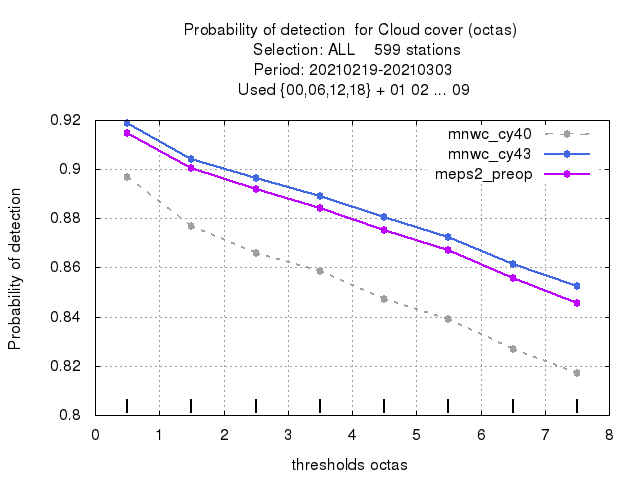 Probability of detection  for Cloud cover (octas)
Selection: ALL    599 stations
Period: 20210219-20210303
Used {00,06,12,18} + 01 02 ... 09
mnwc_cy40
mnwc_cy43
meps2_preop
Probability of detection
0.92
0.9
0.88
0.86
0.84
0.82
0.8
0 1 2 3 4 5 6 7 8
thresholds octas